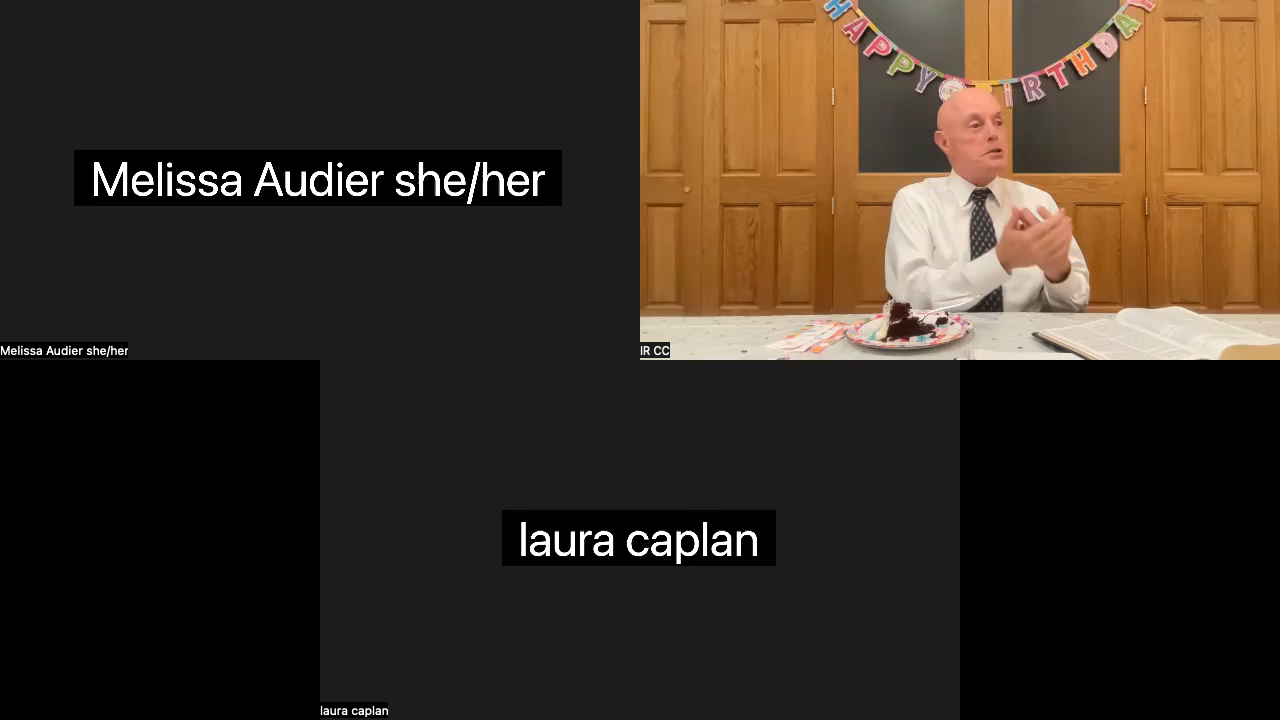 Melissa Audier she/her
Melissa Audier she/her
HAPPY BIRTHDAY
IR CC
laura caplan
laura caplan